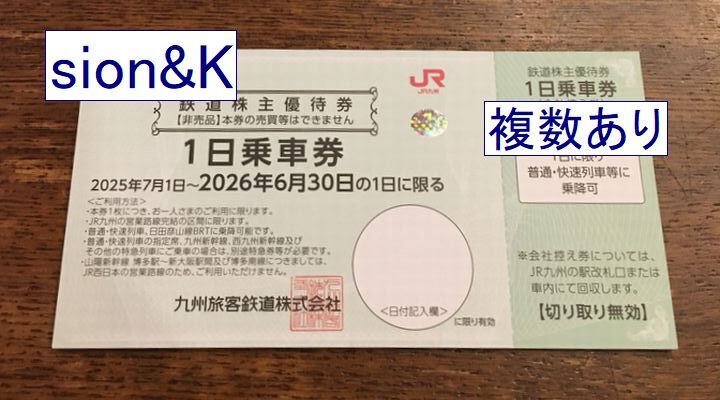 sion&K
JR
JR九州
鉄道株主優待券
【非売品】本券の売買等はできません
1日乗車券
2025年7月1日~2026年6月30日の1日に限る
<ご利用方法>
・本券1枚につき、お一人さまのご利用に限ります。
・JR九州の営業路線完結の区間に限ります。
・普通・快速列車、日田彦山線BRTに乗降可能です。
・普通・快速列車の指定席、九州新幹線、西九州新幹線及び
その他の特急列車にご乗車の場合は、別途特急券等が必要です。
・山陽新幹線 博多駅~新大阪駅間及び博多南線につきましては、
JR西日本の営業路線のため、ご利用いただけません。
九州旅客鉄道株式会社
<日付記入欄>
に限り有効
鉄道株主優待券
1日乗車券
複数あり
1日に限り
普通・快速列車等に
乗降可
※会社控え券については、
JR九州の駅改札口または
車内にて回収します。
【切り取り無効】